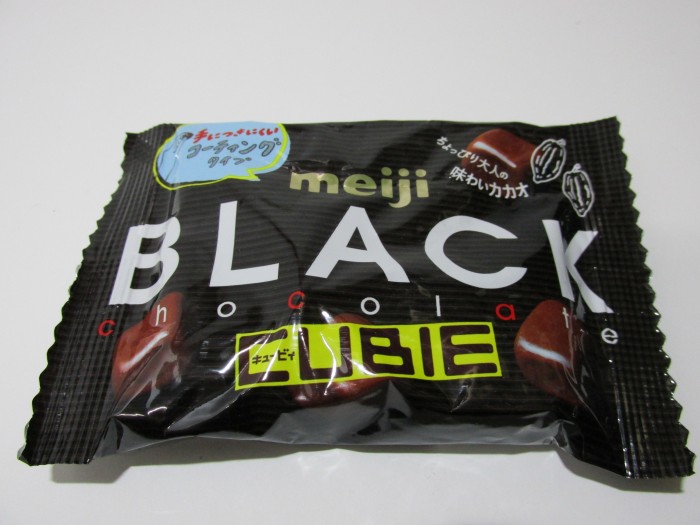 手につきにくい
コーティング
タイプ
ちょっぴり大人の
味わいカカオ
meiji
BLACK
chocolate
キュービィ
CUBIE